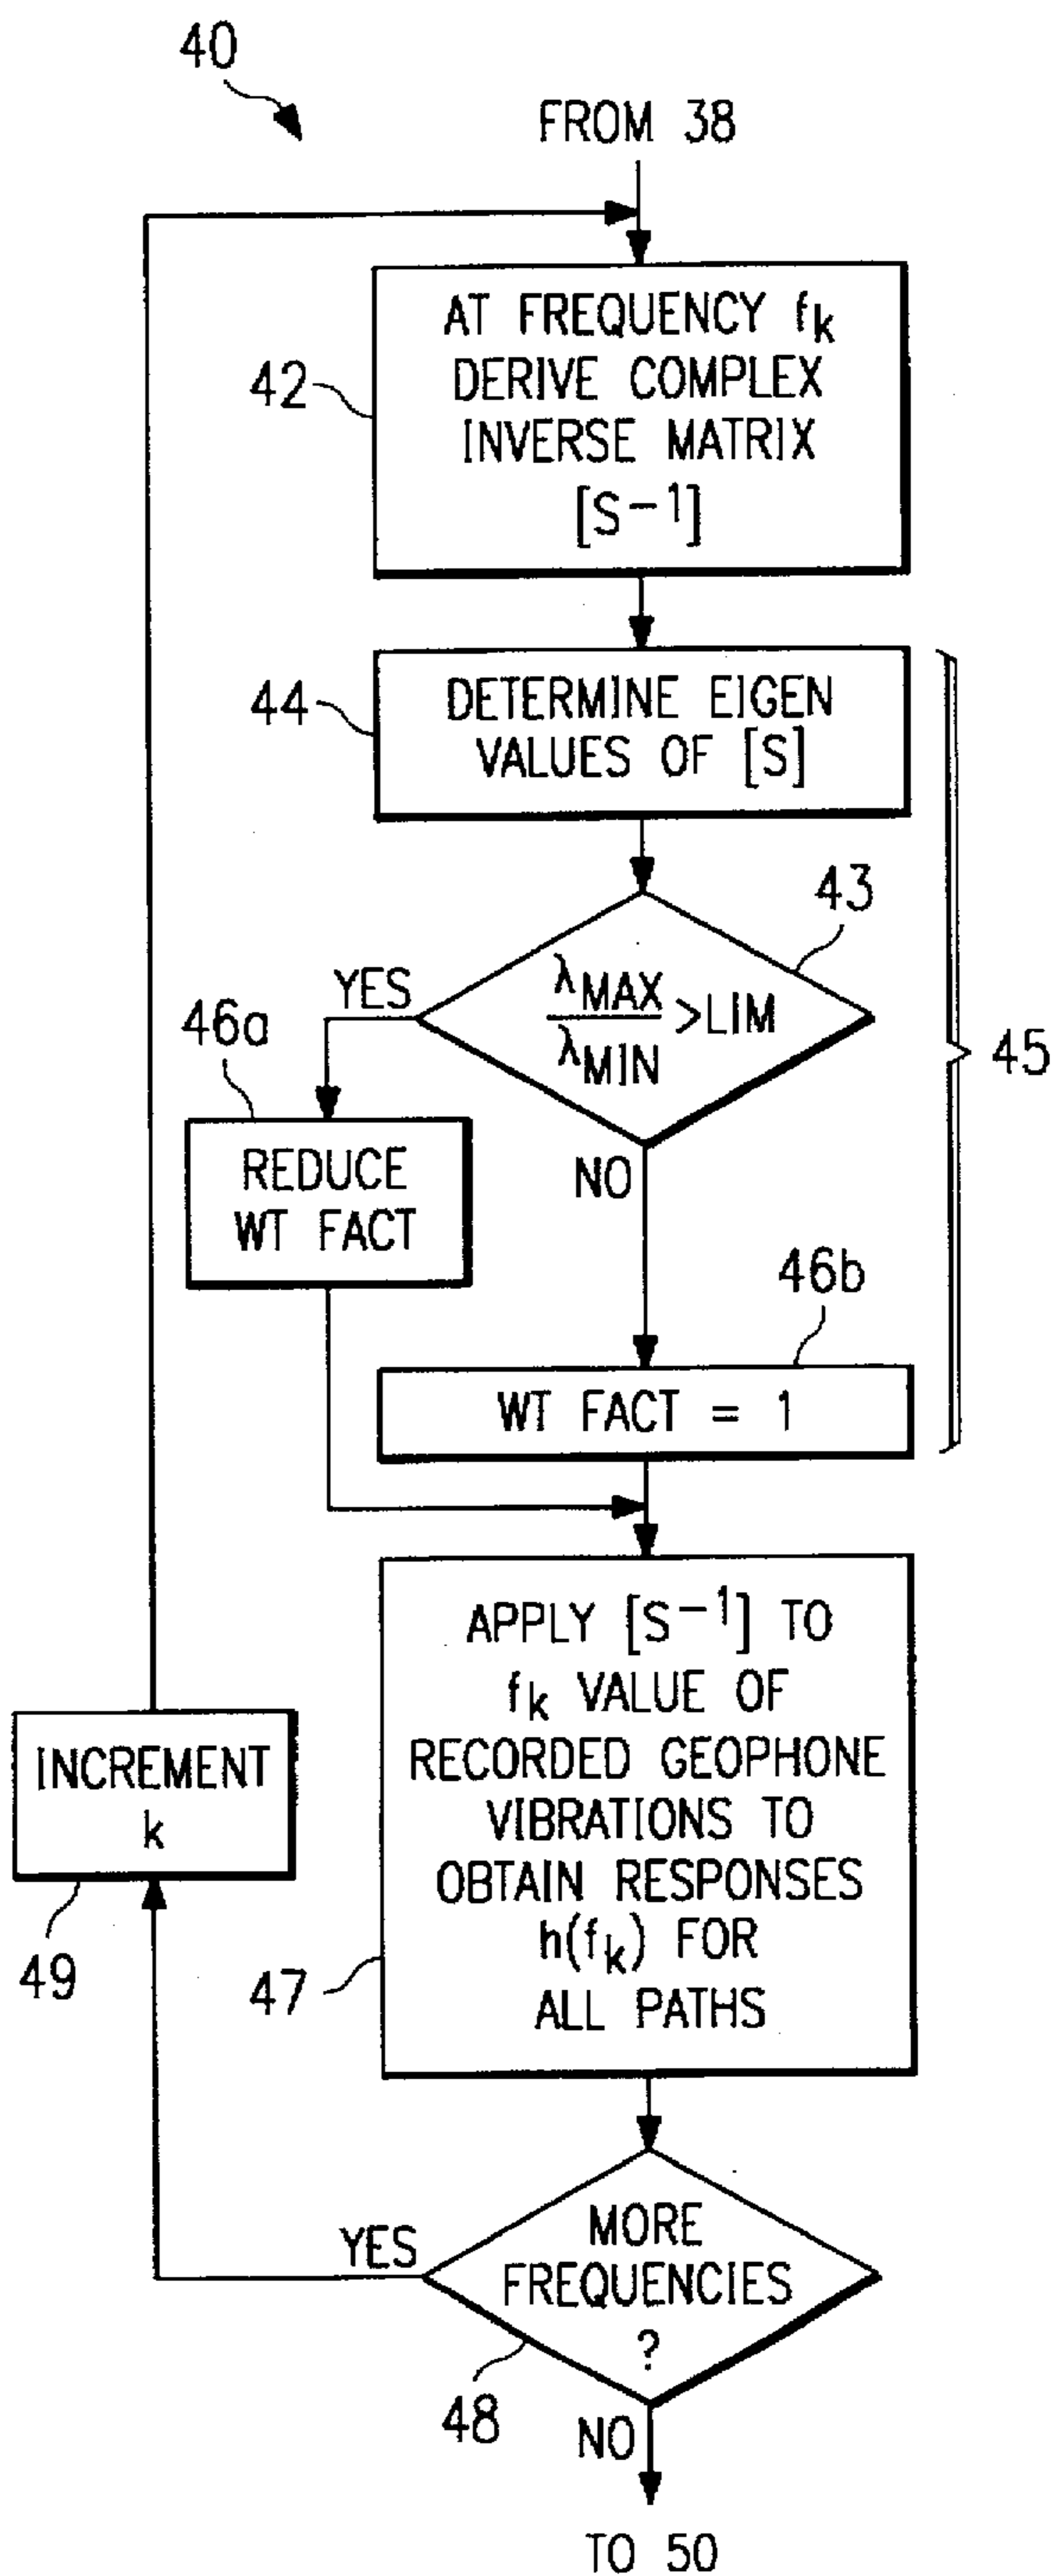 40
FROM 38
AT FREQUENCY fk
DERIVE COMPLEX
INVERSE MATRIX
[S-1]
42
DETERMINE EIGEN
VALUES OF [S]
44
43
λMAX
λMIN
>LIM
YES
46a
45
REDUCE
WT FACT
NO
46b
WT FACT = 1
APPLY [S-1] TO
fk VALUE OF
RECORDED GEOPHONE
VIBRATIONS TO
OBTAIN RESPONSES
h(fk) FOR
ALL PATHS
47
INCREMENT
k
49
MORE
FREQUENCIES
?
YES
48
NO
TO 50